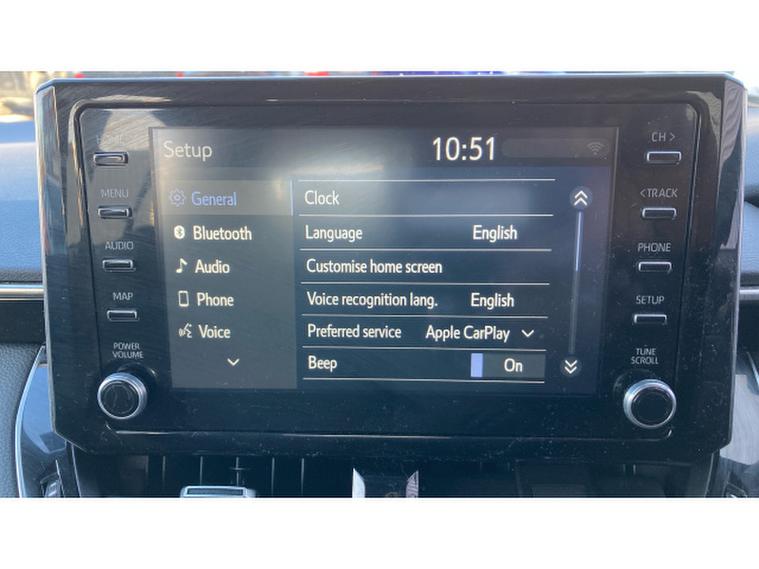 Setup 10:51
General
Bluetooth
Audio
Phone
Voice
Clock
Language English
Customise home screen
Voice recognition lang. English
Preferred service Apple CarPlay
Beep On
HOME
MENU
AUDIO
MAP
POWER
VOLUME
CH >
< TRACK
PHONE
SETUP
TUNE
SCROLL